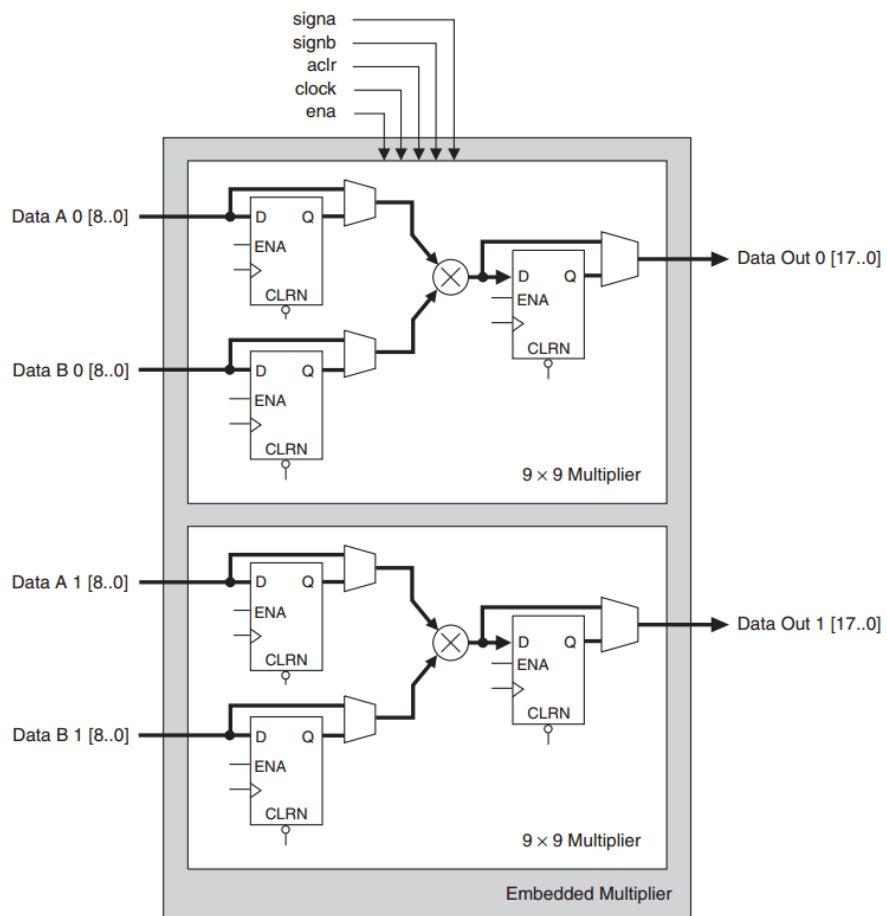 signa
signb
aclr
clock
ena
Data A 0 [8..0]
D Q
ENA
CLRN
Data B 0 [8..0]
D Q
ENA
CLRN
D Q
ENA
CLRN
Data Out 0 [17..0]
9 × 9 Multiplier
Data A 1 [8..0]
D Q
ENA
CLRN
Data B 1 [8..0]
D Q
ENA
CLRN
D Q
ENA
CLRN
Data Out 1 [17..0]
9 × 9 Multiplier
Embedded Multiplier